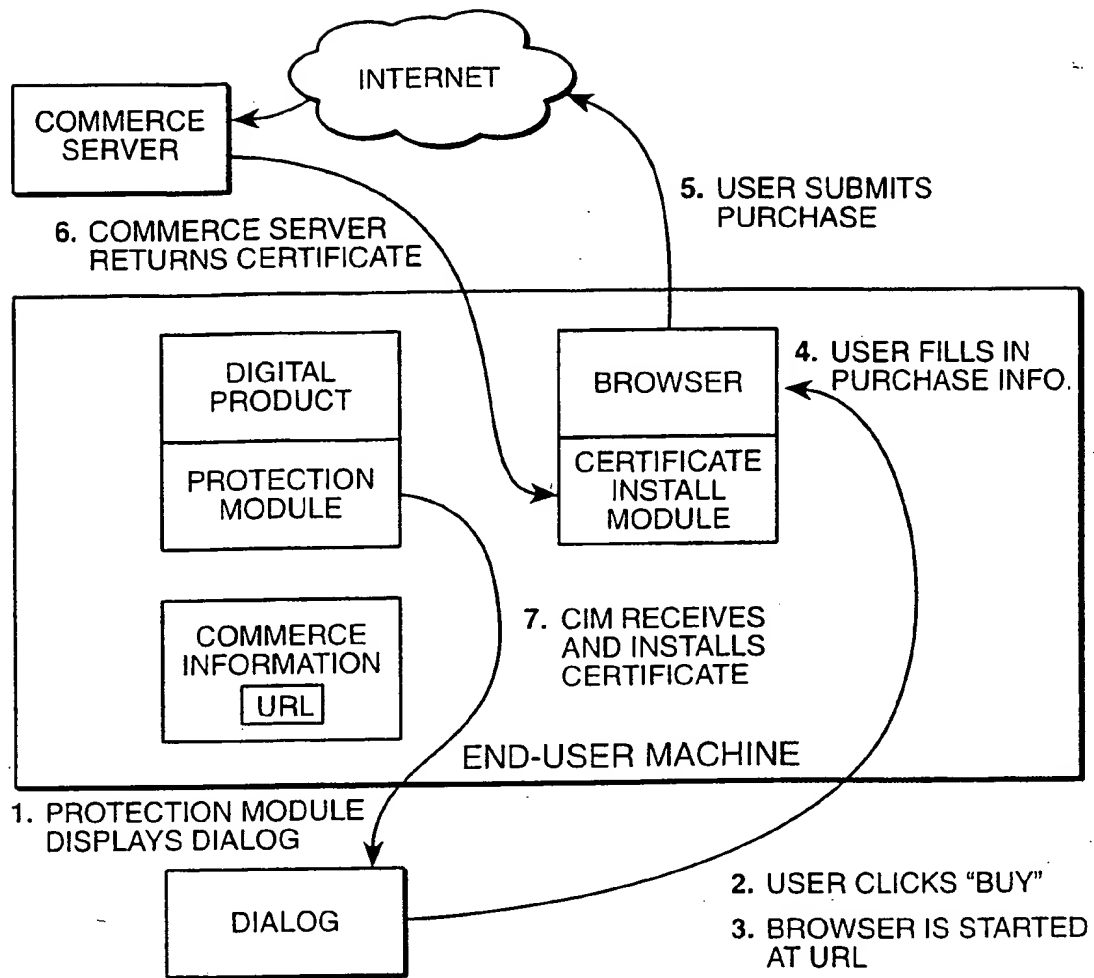 INTERNET
COMMERCE
SERVER
5. USER SUBMITS
PURCHASE
6. COMMERCE SERVER
RETURNS CERTIFICATE
DIGITAL
PRODUCT
PROTECTION
MODULE
BROWSER
CERTIFICATE
INSTALL
MODULE
4. USER FILLS IN
PURCHASE INFO.
COMMERCE
INFORMATION
URL
7. CIM RECEIVES
AND INSTALLS
CERTIFICATE
END-USER MACHINE
1. PROTECTION MODULE
DISPLAYS DIALOG
DIALOG
2. USER CLICKS “BUY”
3. BROWSER IS STARTED
AT URL